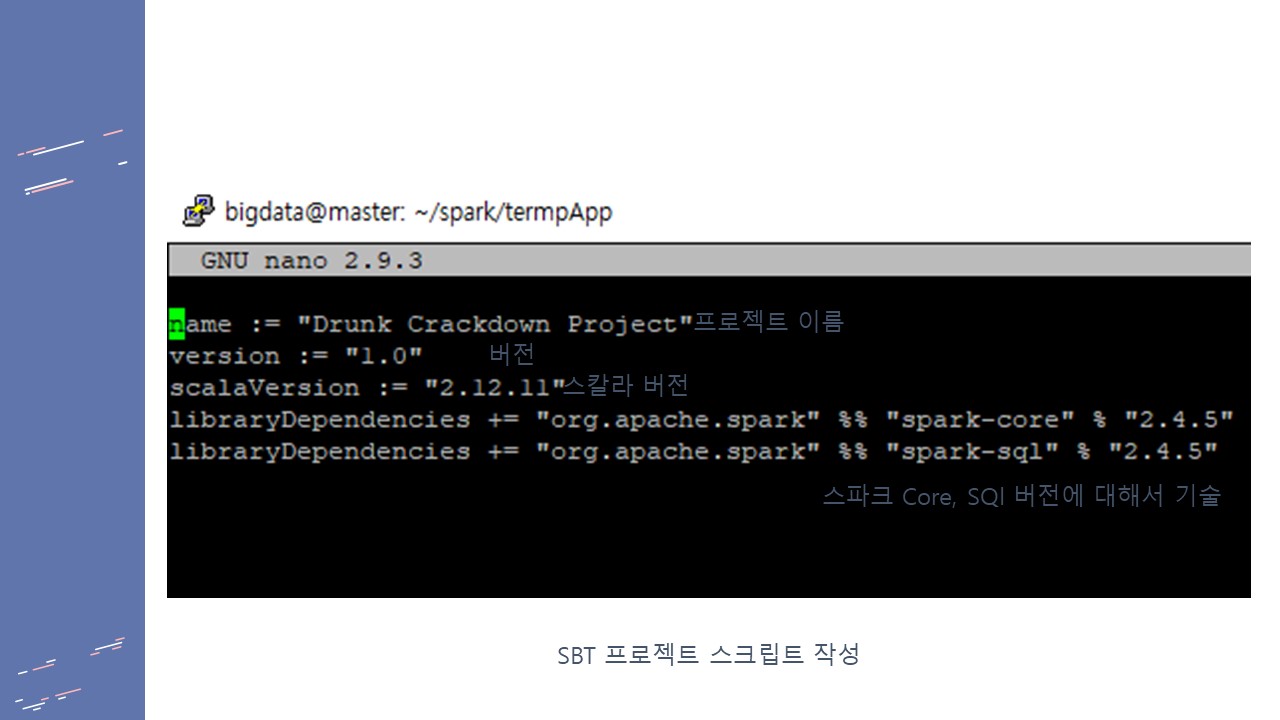 bigdata@master: ~/spark/termpApp
GNU nano 2.9.3
name := "Drunk Crackdown Project" 프로젝트 이름
version := "1.0" 버전
scalaVersion := "2.12.11" 스칼라 버전
libraryDependencies += "org.apache.spark" %% "spark-core" % "2.4.5"
libraryDependencies += "org.apache.spark" %% "spark-sql" % "2.4.5"
스파크 Core, SQl 버전에 대해서 기술
SBT 프로젝트 스크립트 작성